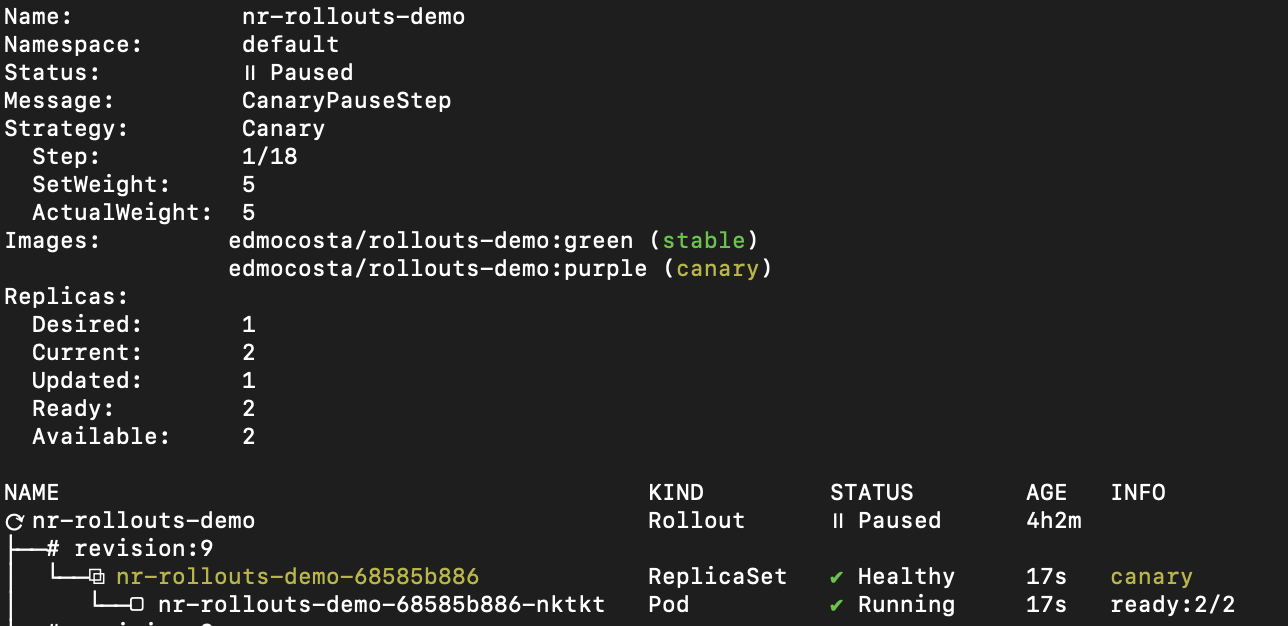 Name: nr-rollouts-demo
Namespace: default
Status: ॥ Paused
Message: CanaryPauseStep
Strategy: Canary
Step: 1/18
SetWeight: 5
ActualWeight: 5
Images: edmocosta/rollouts-demo:green (stable)
edmocosta/rollouts-demo:purple (canary)
Replicas:
Desired: 1
Current: 2
Updated: 1
Ready: 2
Available: 2
NAME KIND STATUS AGE INFO
⟳ nr-rollouts-demo Rollout ॥ Paused 4h2m
├──# revision:9
│ └──⧉ nr-rollouts-demo-68585b886 ReplicaSet ✔ Healthy 17s canary
│ └──□ nr-rollouts-demo-68585b886-nktkt Pod ✔ Running 17s ready:2/2